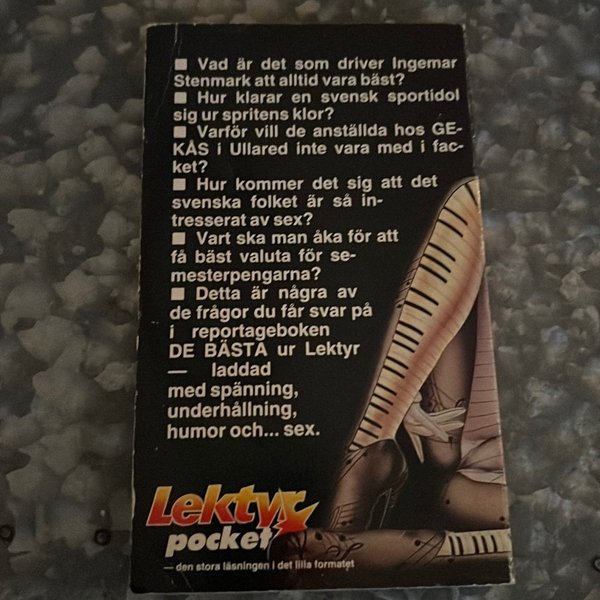 ■ Vad är det som driver Ingemar
Stenmark att alltid vara bäst?
■ Hur klarar en svensk sportidol
sig ur spritens klor?
■ Varför vill de anställda hos GE-
KÅS i Ullared inte vara med i fac-
ket?
■ Hur kommer det sig att det
svenska folket är så in-
tresserat av sex?
■ Vart ska man åka för att
få bäst valuta för se-
mesterpengarna?
■ Detta är några av
de frågor du får svar på
i reportageboken
DE BÄSTA ur Lektyr
— laddad
med spänning,
underhållning,
humor och... sex.
Lektyr
pocket
— den stora läsningen i det lilla formatet